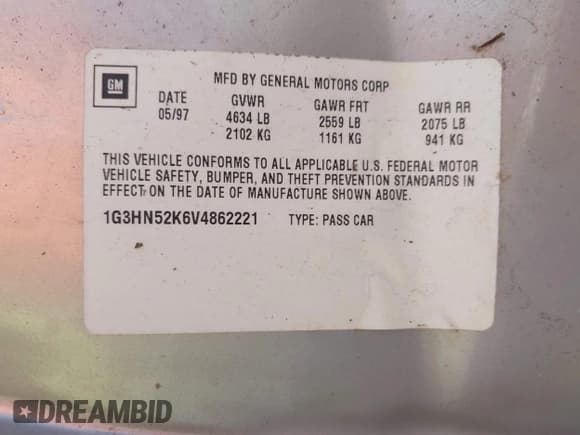 GM
MFD BY GENERAL MOTORS CORP
DATE GVWR GAWR FRT GAWR RR
05/97 4634 LB 2559 LB 2075 LB
2102 KG 1161 KG 941 KG
THIS VEHICLE CONFORMS TO ALL APPLICABLE U.S. FEDERAL MOTOR
VEHICLE SAFETY, BUMPER, AND THEFT PREVENTION STANDARDS IN
EFFECT ON THE DATE OF MANUFACTURE SHOWN ABOVE.
1G3HN52K6V4862221 TYPE: PASS CAR
DREAMBID